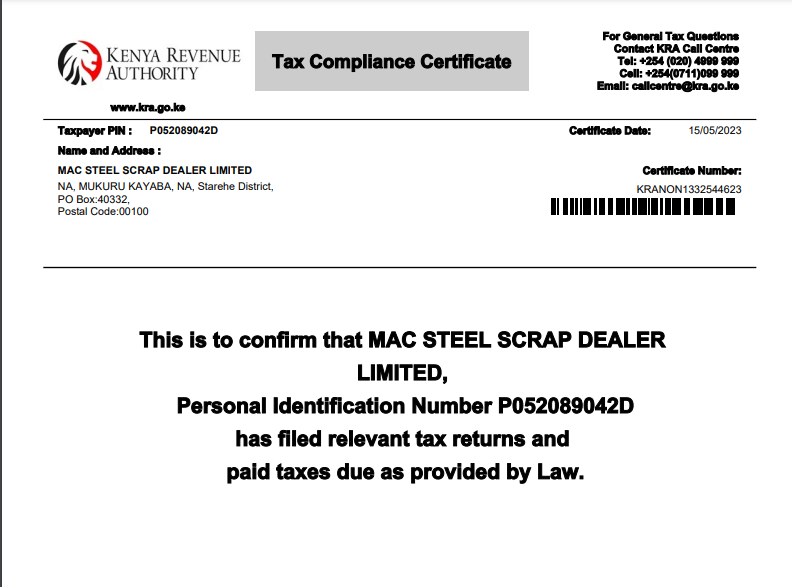 KENYA REVENUE
AUTHORITY
www.kra.go.ke
Tax Compliance Certificate
For General Tax Questions
Contact KRA Call Centre
Tel: +254 (020) 4999 999
Cell: +254(0711)099 999
Email: callcentre@kra.go.ke
Taxpayer PIN : P052089042D
Certificate Date: 15/05/2023
Name and Address :
MAC STEEL SCRAP DEALER LIMITED
NA, MUKURU KAYABA, NA, Starehe District,
PO Box:40332,
Postal Code:00100
Certificate Number:
KRANON1332544623
This is to confirm that MAC STEEL SCRAP DEALER
LIMITED,
Personal Identification Number P052089042D
has filed relevant tax returns and
paid taxes due as provided by Law.